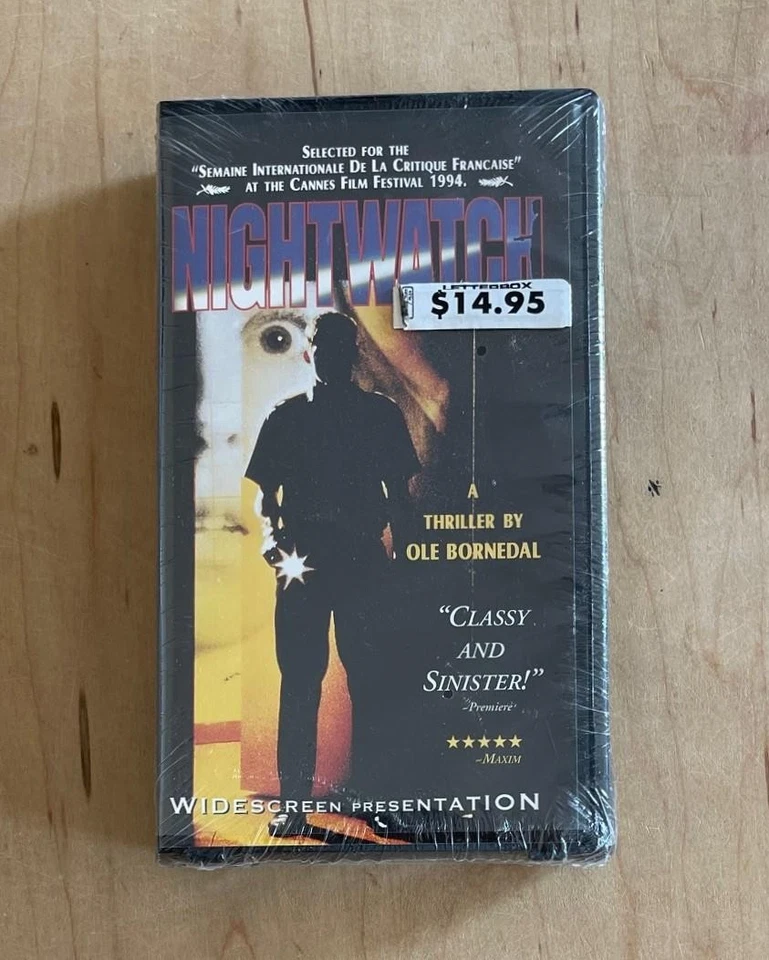 SELECTED FOR THE
"SEMAINE INTERNATIONALE DE LA CRITIQUE FRANCAISE"
AT THE CANNES FILM FESTIVAL 1994.
NIGHTWATCH
LETTERBOX
$14.95
A
THRILLER BY
OLE BORNEDAL
"CLASSY
AND
SINISTER!"
-Premiere
★★★★★
-MAXIM
WIDESCREEN PRESENTATION